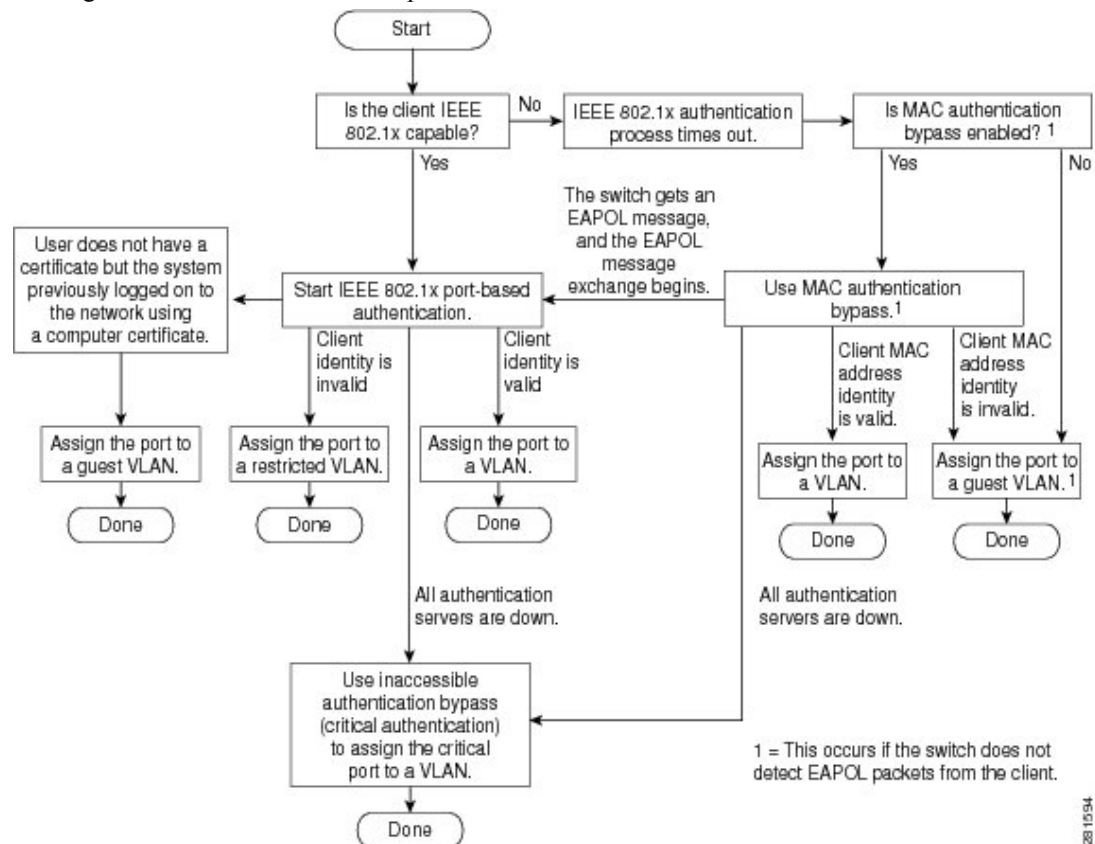 Start
Is the client IEEE
802.1x capable?
No
IEEE 802.1x authentication
process times out.
Is MAC authentication
bypass enabled? 1
Yes
Yes
No
The switch gets an
EAPOL message,
and the EAPOL
message
exchange begins.
User does not have a
certificate but the system
previously logged on to
the network using
a computer certificate.
Start IEEE 802.1x port-based
authentication.
Use MAC authentication
bypass.1
Client
identity is
invalid
Client
identity is
valid
Client MAC
address
identity
is valid.
Client MAC
address
identity
is invalid.
Assign the port to
a guest VLAN.
Assign the port to
a restricted VLAN.
Assign the port to
a VLAN.
Assign the port to
a VLAN.
Assign the port to
a guest VLAN.1
Done
Done
Done
Done
Done
All authentication
servers are down.
All authentication
servers are down.
Use inaccessible
authentication bypass
(critical authentication)
to assign the critical
port to a VLAN.
Done
1 = This occurs if the switch does not
detect EAPOL packets from the client.
281594